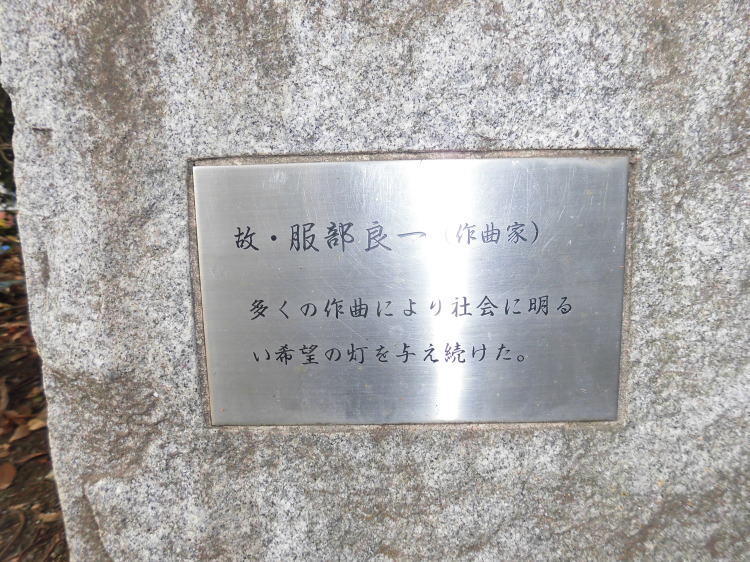 故・服部良一（作曲家）
多くの作曲により社会に明る
い希望の灯を与え続けた。